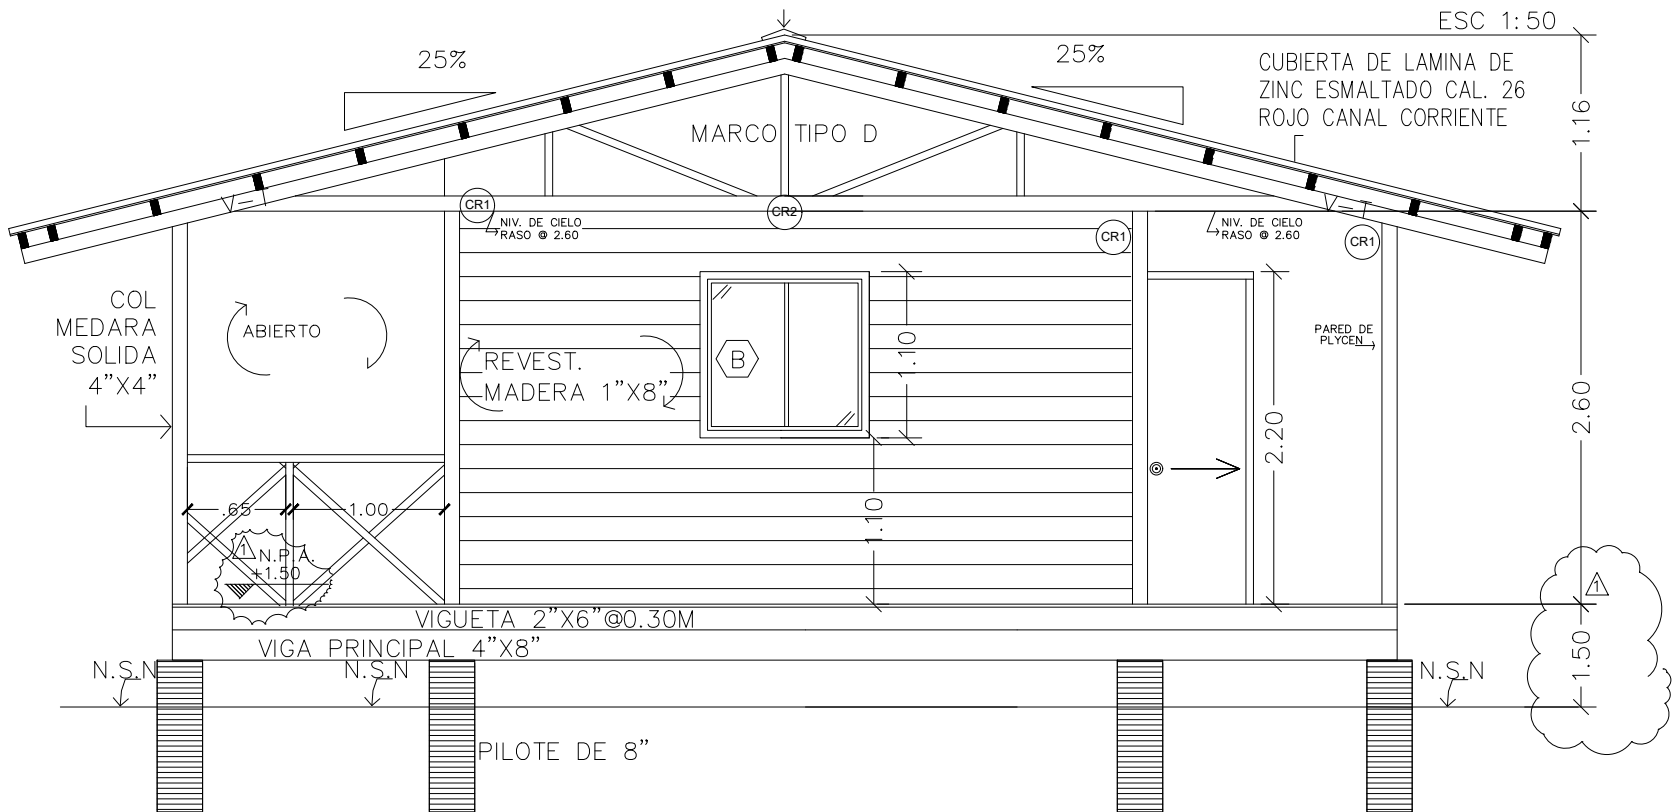 ESC 1:50
25%
25%
CUBIERTA DE LAMINA DE
ZINC ESMALTADO CAL. 26
ROJO CANAL CORRIENTE
1.16
MARCO TIPO D
CR1
CR2
CR1
CR1
NIV. DE CIELO
RASO @ 2.60
NIV. DE CIELO
RASO @ 2.60
COL
MEDARA
SOLIDA
4”X4”
ABIERTO
REVEST.
MADERA 1”X8”
B
1.10
PARED DE
PLYCEN
2.60
2.20
1.10
.65
1.00
1
N.P.A.
+1.50
1
1.50
VIGUETA 2”X6”@0.30M
VIGA PRINCIPAL 4”X8”
N.S.N
N.S.N
N.S.N
PILOTE DE 8”